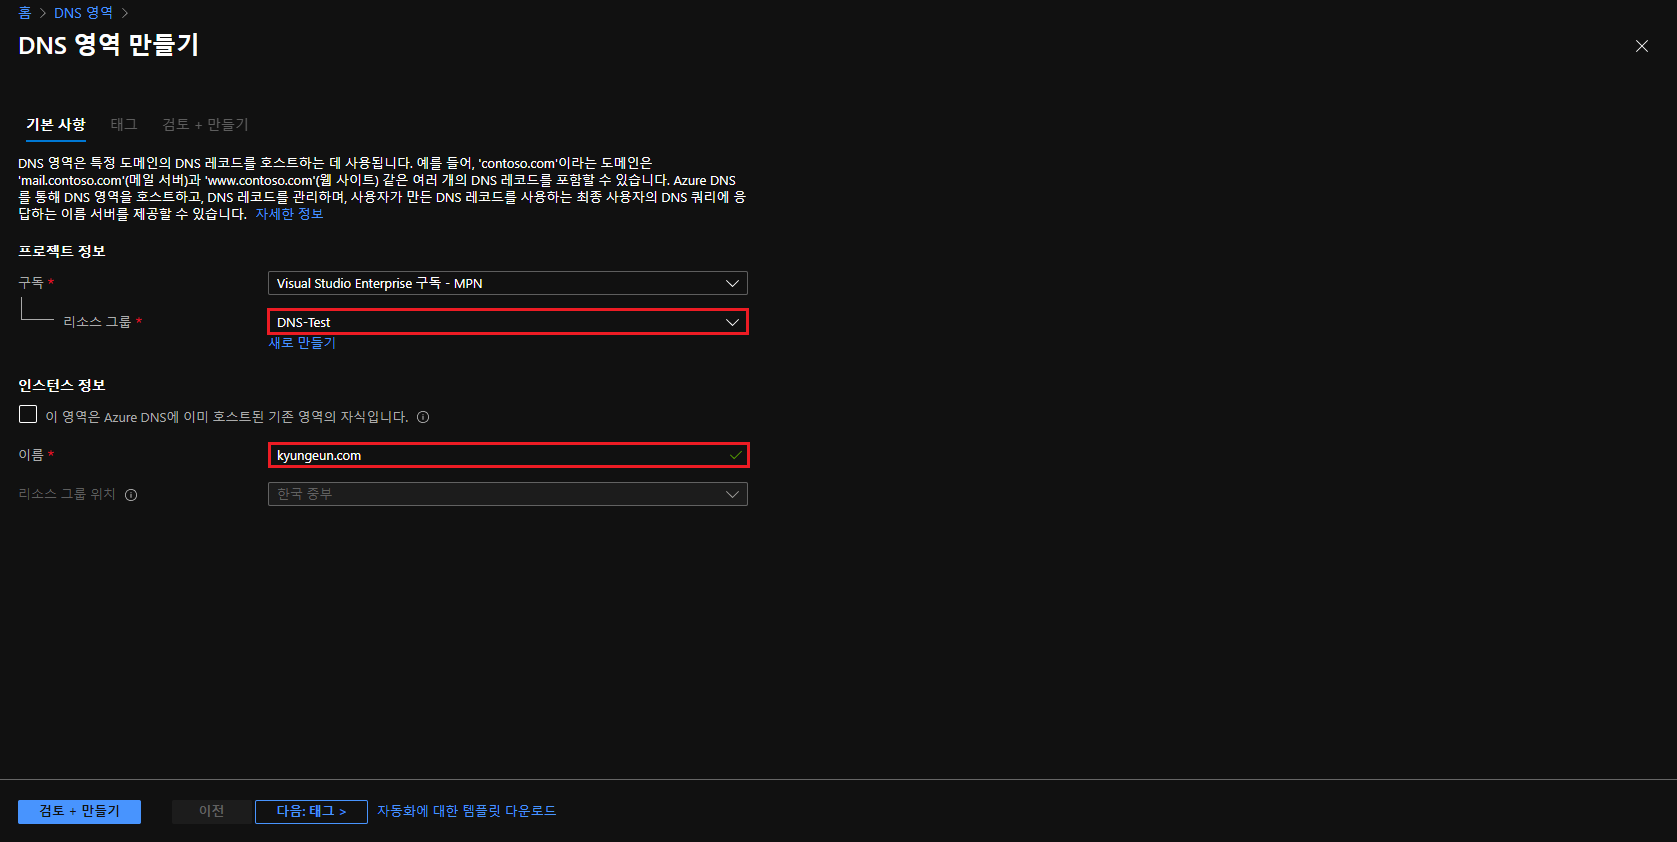 홈 > DNS 영역 >
DNS 영역 만들기
기본 사항 태그 검토 + 만들기
DNS 영역은 특정 도메인의 DNS 레코드를 호스트하는 데 사용됩니다. 예를 들어, 'contoso.com'이라는 도메인은
'mail.contoso.com'(메일 서버)과 'www.contoso.com'(웹 사이트) 같은 여러 개의 DNS 레코드를 포함할 수 있습니다. Azure DNS
를 통해 DNS 영역을 호스트하고, DNS 레코드를 관리하며, 사용자가 만든 DNS 레코드를 사용하는 최종 사용자의 DNS 쿼리에 응
답하는 이름 서버를 제공할 수 있습니다. 자세한 정보
프로젝트 정보
구독 * Visual Studio Enterprise 구독 - MPN
리소스 그룹 * DNS-Test
새로 만들기
인스턴스 정보
이 영역은 Azure DNS에 이미 호스트된 기존 영역의 자식입니다.
이름 * kyungeun.com
리소스 그룹 위치 한국 중부
검토 + 만들기 이전 다음: 태그 > 자동화에 대한 템플릿 다운로드